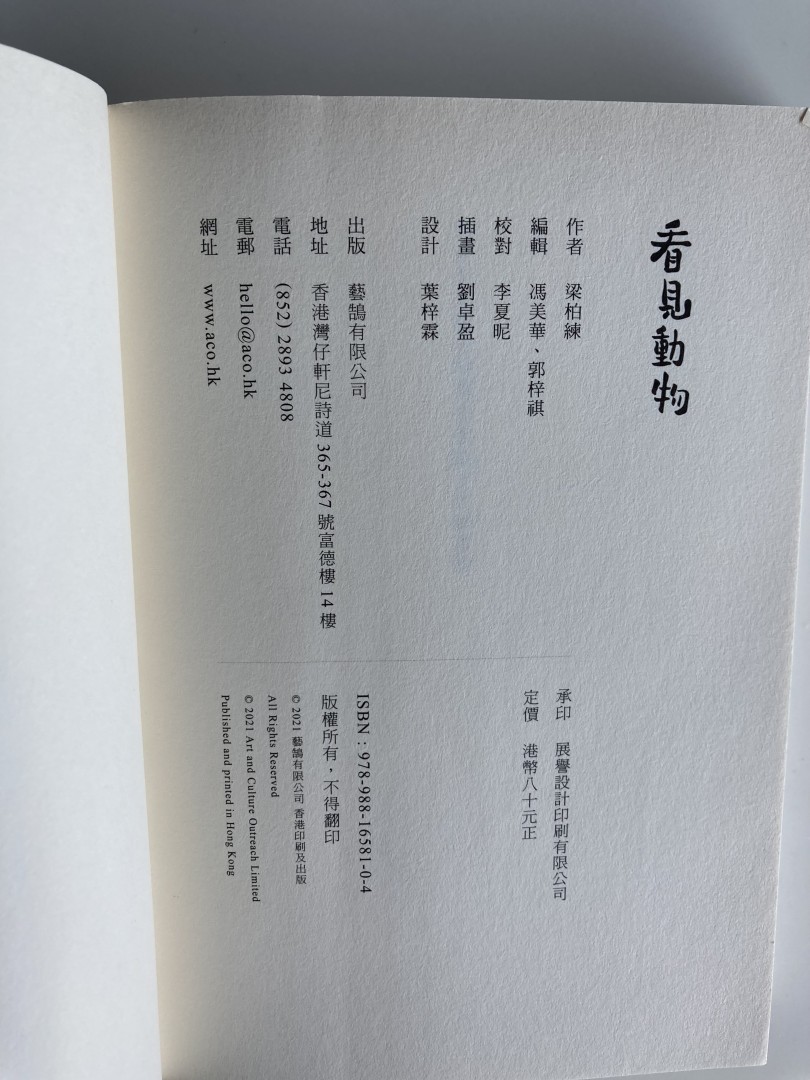 看見動物
作者 梁柏練
編輯 馮美華、郭梓祺
校對 李夏昵
插畫 劉卓盈
設計 葉梓霖
出版 藝鵠有限公司
地址 香港灣仔軒尼詩道 365-367 號富德樓 14 樓
電話 (852) 2893 4808
電郵 hello@aco.hk
網址 www.aco.hk
承印 展譽設計印刷有限公司
定價 港幣八十元正
ISBN : 978-988-16581-0-4
版權所有，不得翻印
© 2021 藝鵠有限公司 香港印刷及出版
All Rights Reserved
© 2021 Art and Culture Outreach Limited
Published and printed in Hong Kong